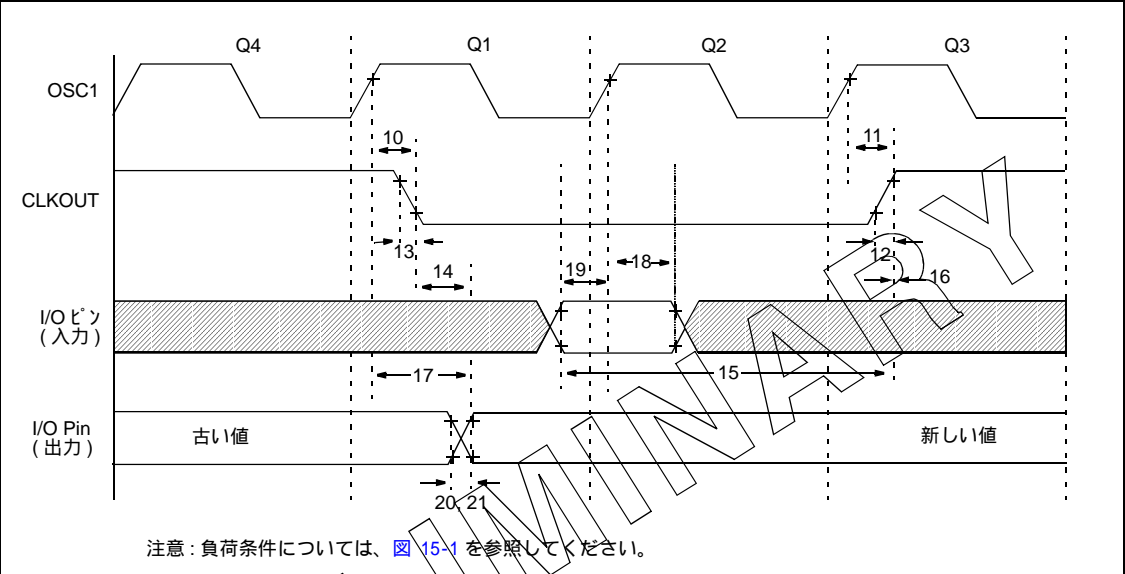 Q4 Q1 Q2 Q3
OSC1
10 11
CLKOUT
13 12
14 19 18 16
I/O ピン
( 入力 )
17 15
I/O Pin
( 出力 )
古い値 新しい値
20, 21
注意 : 負荷条件については、図 15-1 を参照してください。
IMINARY